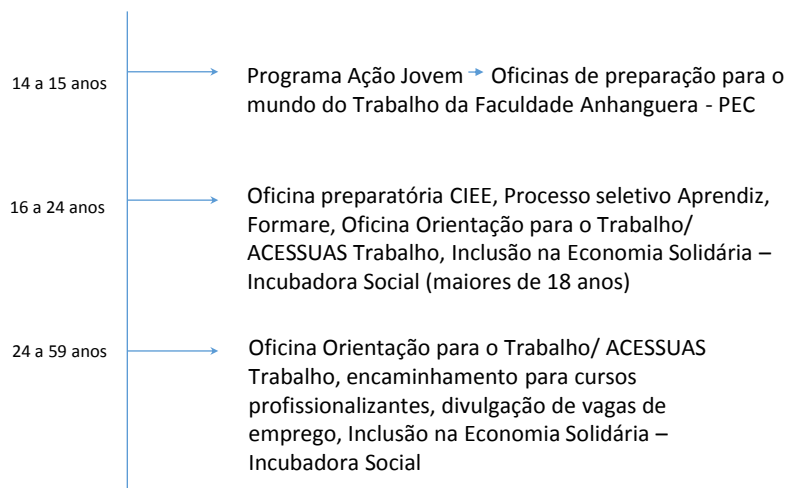 14 a 15 anos
Programa Ação Jovem → Oficinas de preparação para o
mundo do Trabalho da Faculdade Anhanguera - PEC
16 a 24 anos
Oficina preparatória CIEE, Processo seletivo Aprendiz,
Formare, Oficina Orientação para o Trabalho/
ACESSUAS Trabalho, Inclusão na Economia Solidária –
Incubadora Social (maiores de 18 anos)
24 a 59 anos
Oficina Orientação para o Trabalho/ ACESSUAS
Trabalho, encaminhamento para cursos
profissionalizantes, divulgação de vagas de
emprego, Inclusão na Economia Solidária –
Incubadora Social